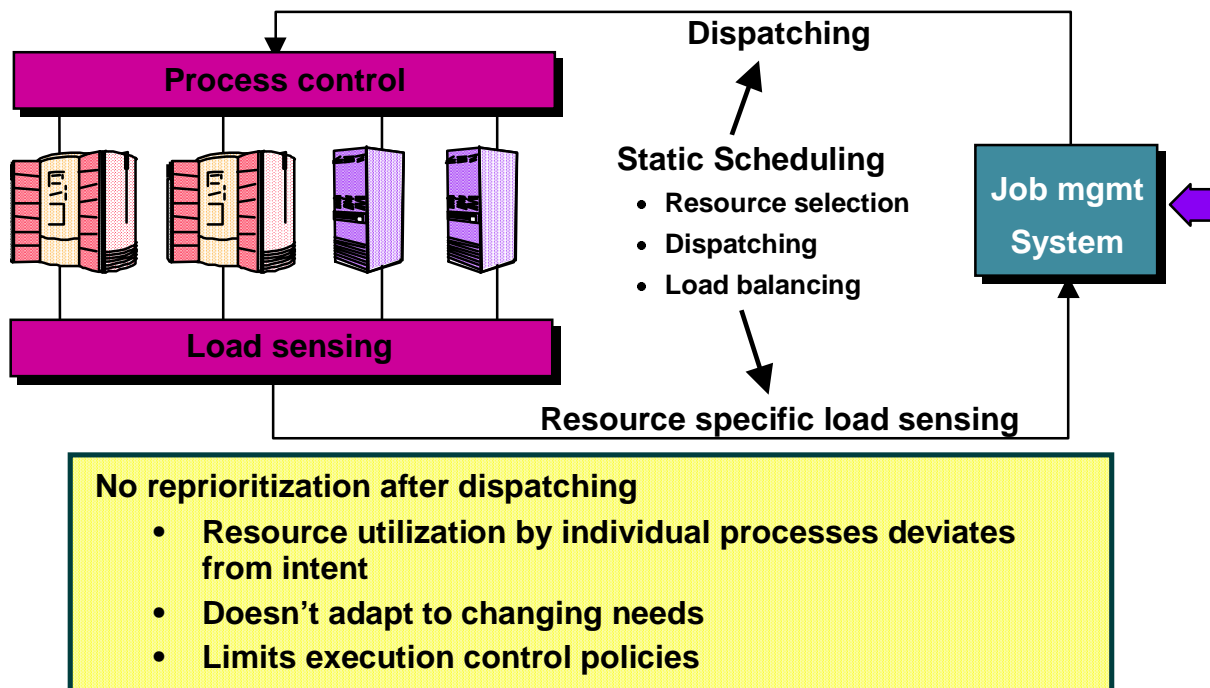 Dispatching
Process control
Static Scheduling
• Resource selection
• Dispatching
• Load balancing
Job mgmt
System
Load sensing
Resource specific load sensing
No reprioritization after dispatching
• Resource utilization by individual processes deviates
from intent
• Doesn’t adapt to changing needs
• Limits execution control policies